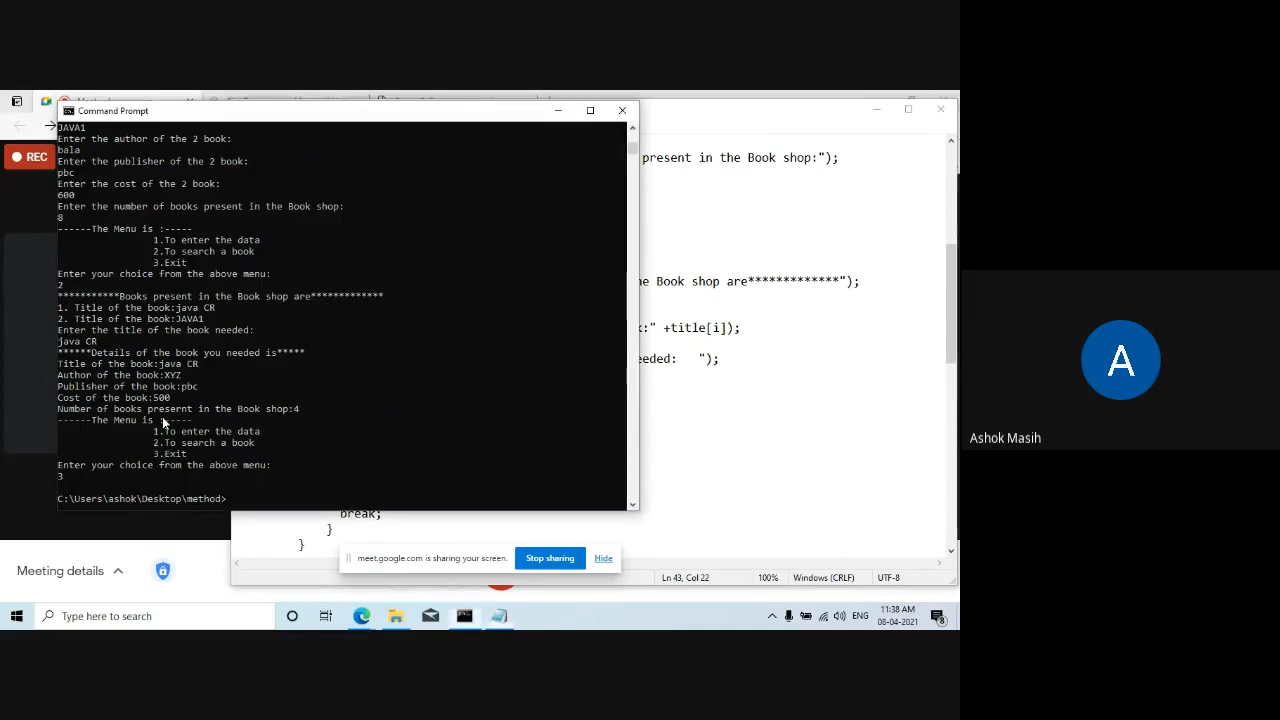 Command Prompt
JAVA1
Enter the author of the 2 book:
bala
Enter the publisher of the 2 book:
pbc
Enter the cost of the 2 book:
600
Enter the number of books present in the Book shop:
8
------The Menu is :-----
1.To enter the data
2.To search a book
3.Exit
Enter your choice from the above menu:
2
***********Books present in the Book shop are*************
1. Title of the book:java CR
2. Title of the book:JAVA1
Enter the title of the book needed:
java CR
******Details of the book you needed is*****
Title of the book:java CR
Author of the book:XYZ
Publisher of the book:pbc
Cost of the book:500
Number of books presernt in the Book shop:4
------The Menu is :-----
1.To enter the data
2.To search a book
3.Exit
Enter your choice from the above menu:
3
C:\Users\ashok\Desktop\method>
REC
present in the Book shop:");
he Book shop are*************");
k:" +title[i]);
eeded:   ");
break;
}
}
meet.google.com is sharing your screen.
Stop sharing
Hide
Meeting details
Ln 43, Col 22
100%
Windows (CRLF)
UTF-8
Type here to search
ENG
11:38 AM
08-04-2021
8
A
Ashok Masih